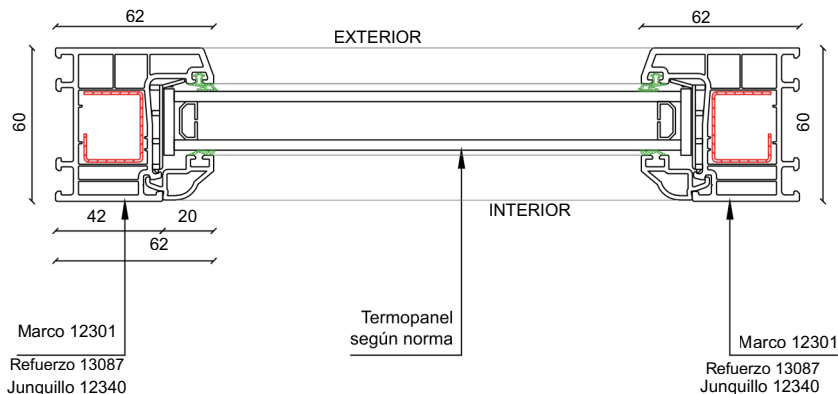 62
62
EXTERIOR
60
60
INTERIOR
42
20
62
Marco 12301
Refuerzo 13087
Junquillo 12340
Termopanel
según norma
Marco 12301
Refuerzo 13087
Junquillo 12340